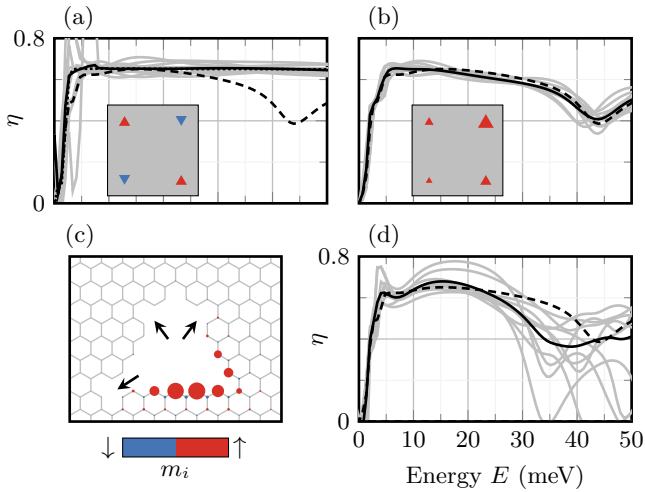 (a)
(b)
0.8
η
0
(c)
(d)
0.8
η
0
0
10
20
30
40
50
Energy E (meV)
↓ ↑
m_i